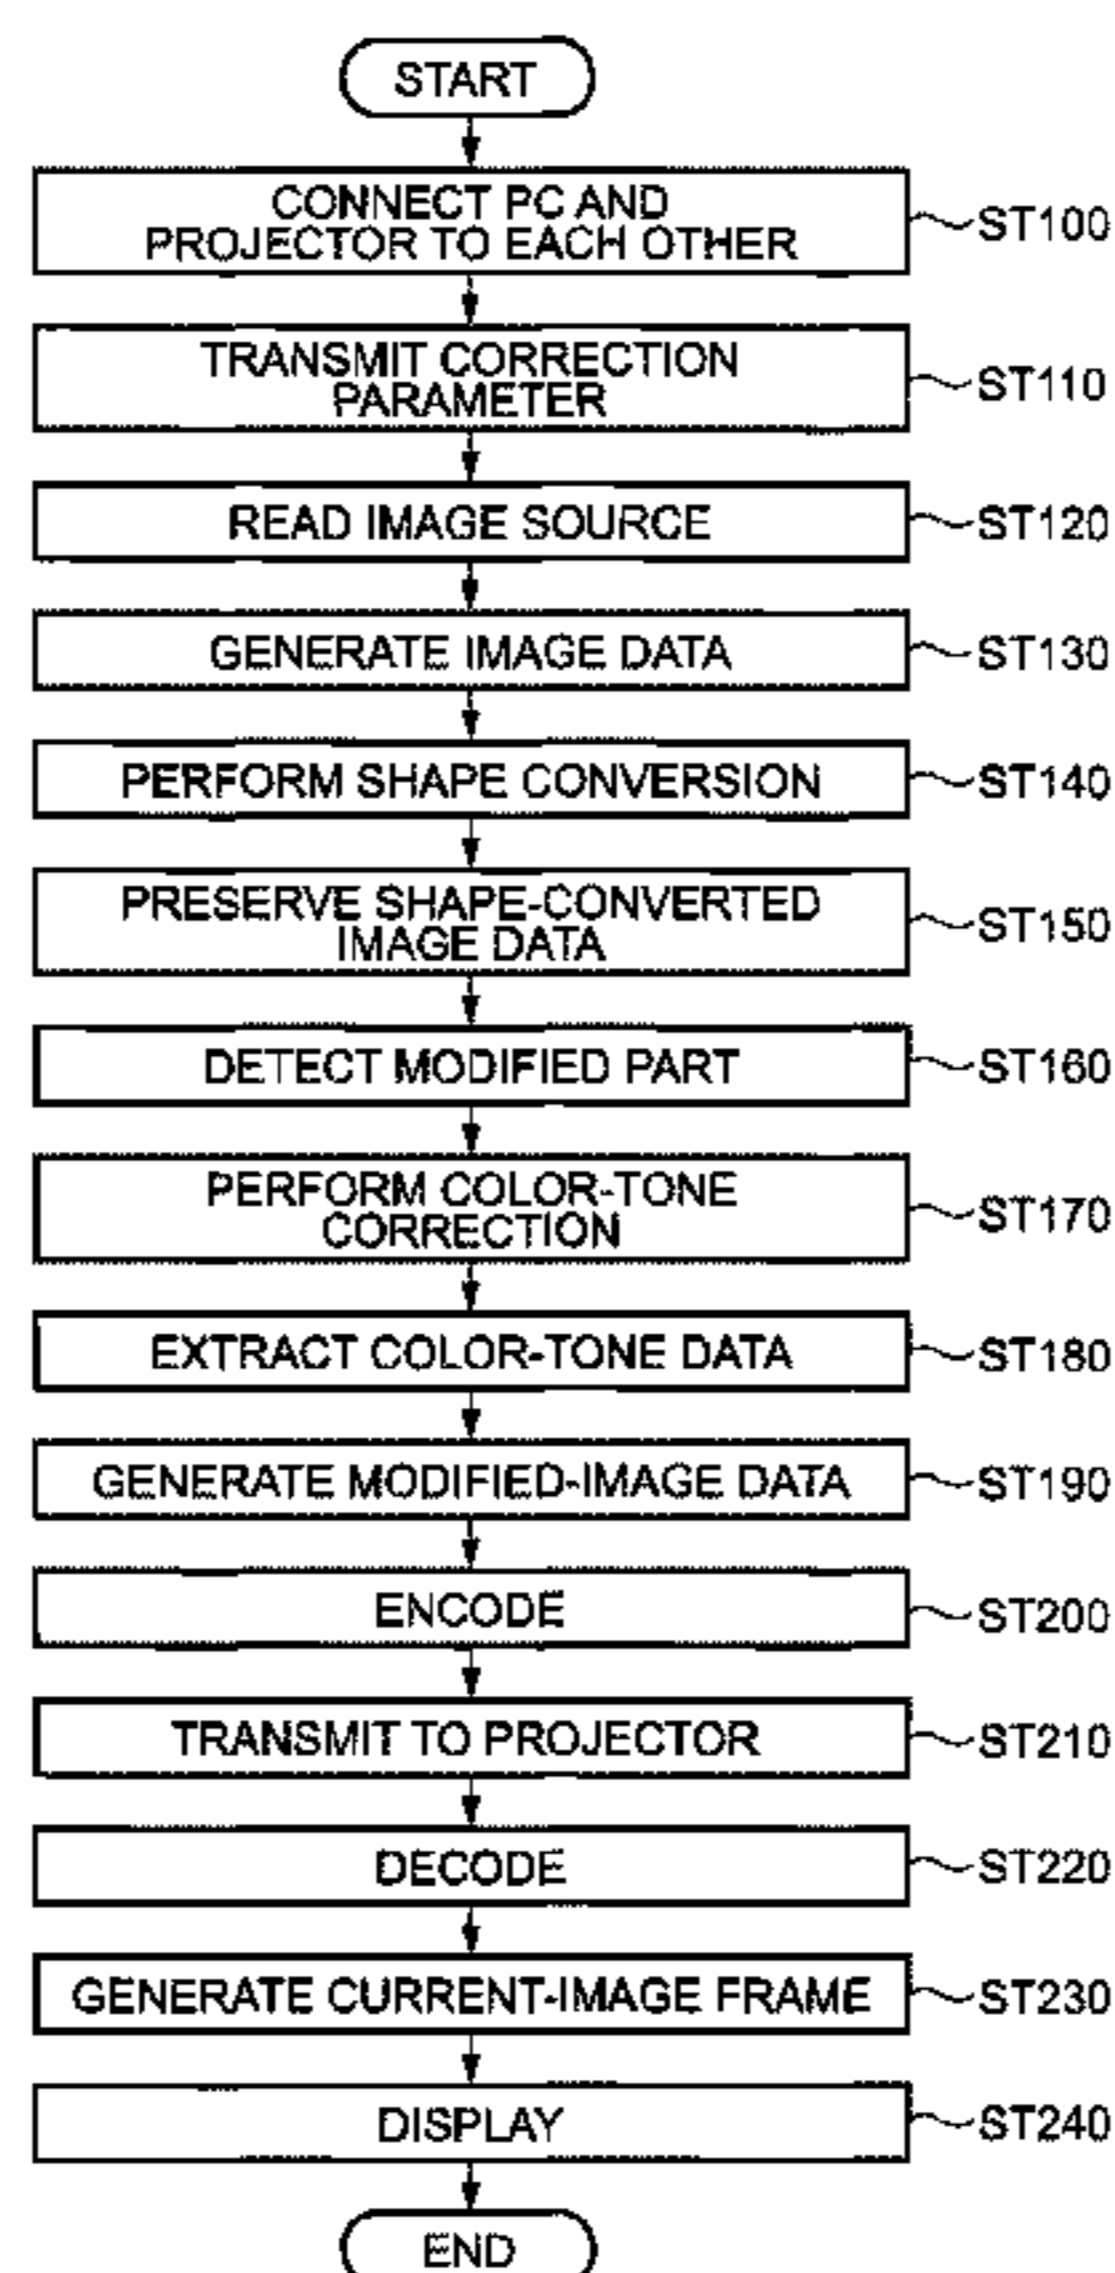 START
CONNECT PC AND
PROJECTOR TO EACH OTHER
ST100
TRANSMIT CORRECTION
PARAMETER
ST110
READ IMAGE SOURCE
ST120
GENERATE IMAGE DATA
ST130
PERFORM SHAPE CONVERSION
ST140
PRESERVE SHAPE-CONVERTED
IMAGE DATA
ST150
DETECT MODIFIED PART
ST160
PERFORM COLOR-TONE
CORRECTION
ST170
EXTRACT COLOR-TONE DATA
ST180
GENERATE MODIFIED-IMAGE DATA
ST190
ENCODE
ST200
TRANSMIT TO PROJECTOR
ST210
DECODE
ST220
GENERATE CURRENT-IMAGE FRAME
ST230
DISPLAY
ST240
END